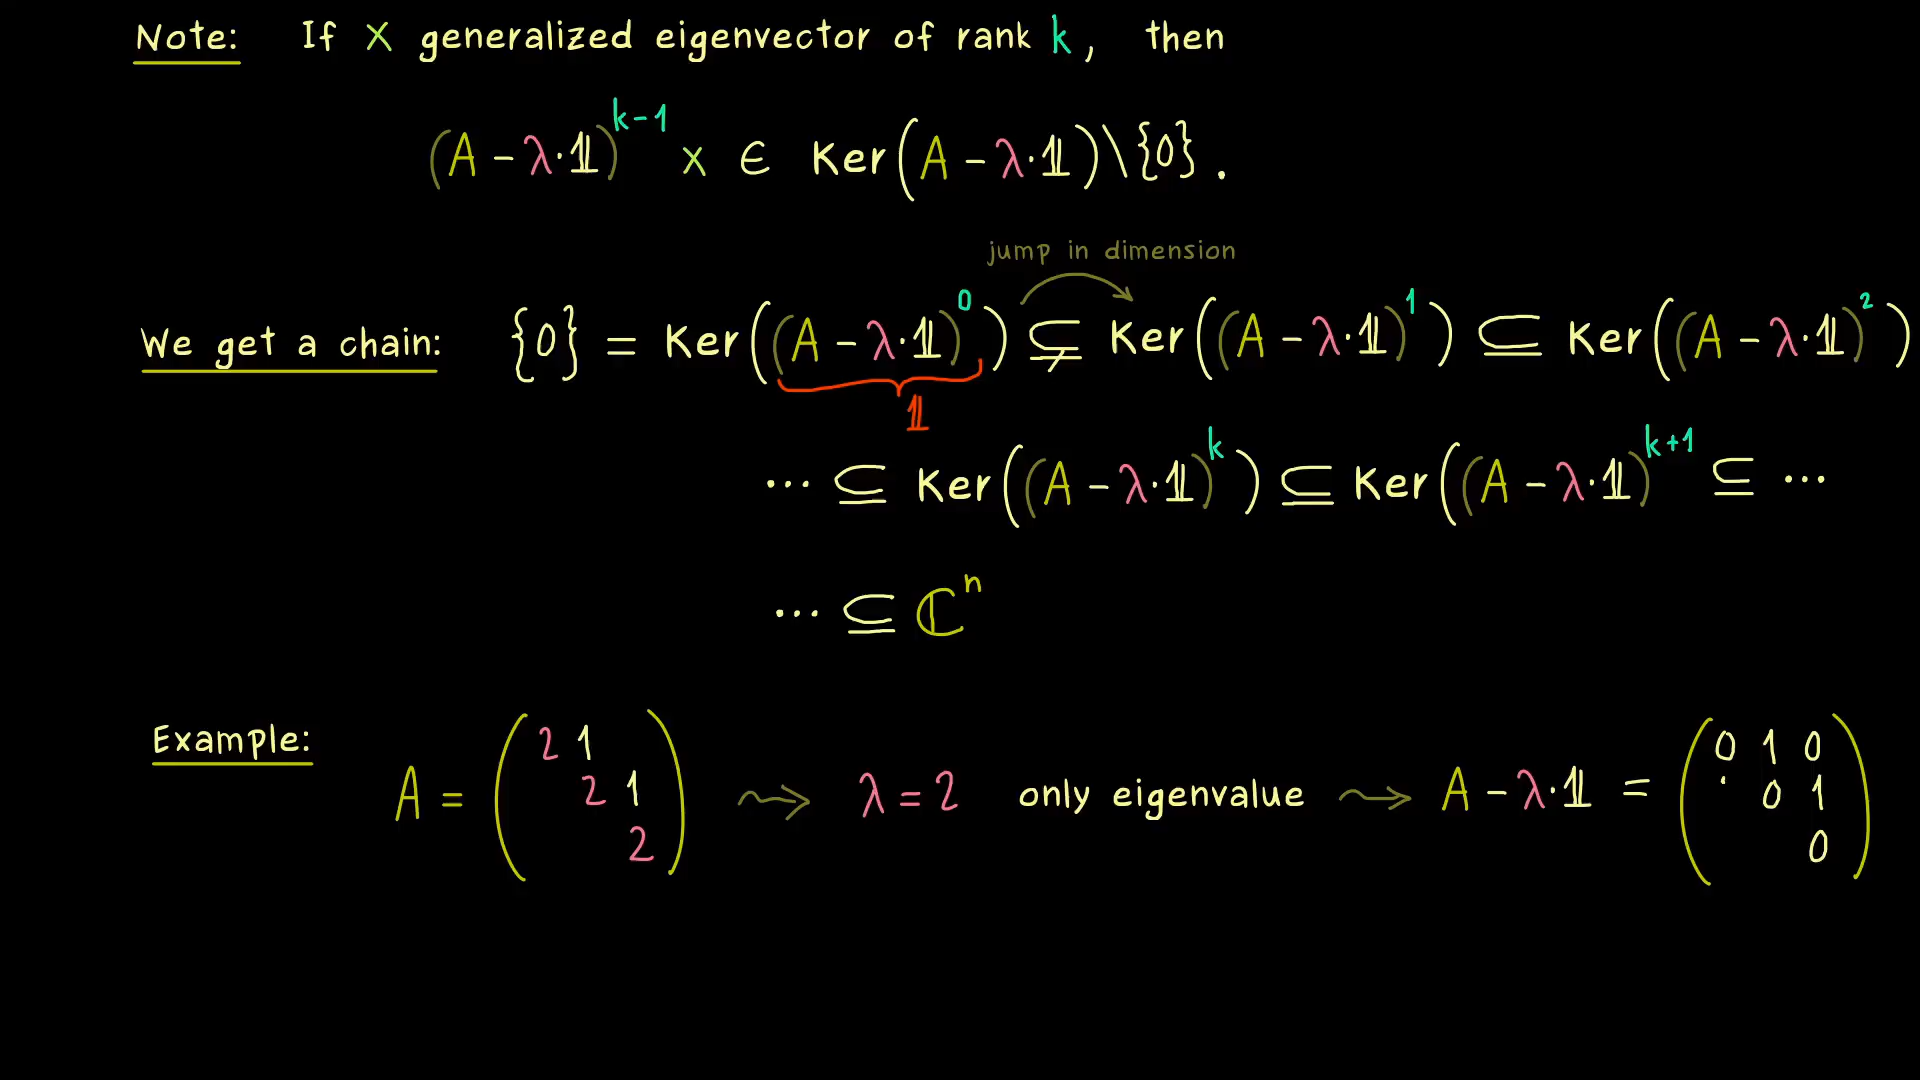 Note: If x generalized eigenvector of rank k, then
(A - λ·𝟙)^{k-1} x ∈ Ker(A - λ·𝟙)\{0}.
jump in dimension
We get a chain: {0} = Ker((A - λ·𝟙)^0) ⊊ Ker((A - λ·𝟙)^1) ⊆ Ker((A - λ·𝟙)^2)
𝟙
... ⊆ Ker((A - λ·𝟙)^k) ⊆ Ker((A - λ·𝟙)^{k+1} ⊆ ...
... ⊆ ℂ^n
Example: A = (2 1
2 1
2) ⇝ λ = 2 only eigenvalue ⇝ A - λ·𝟙 = (0 1 0
0 1
0)